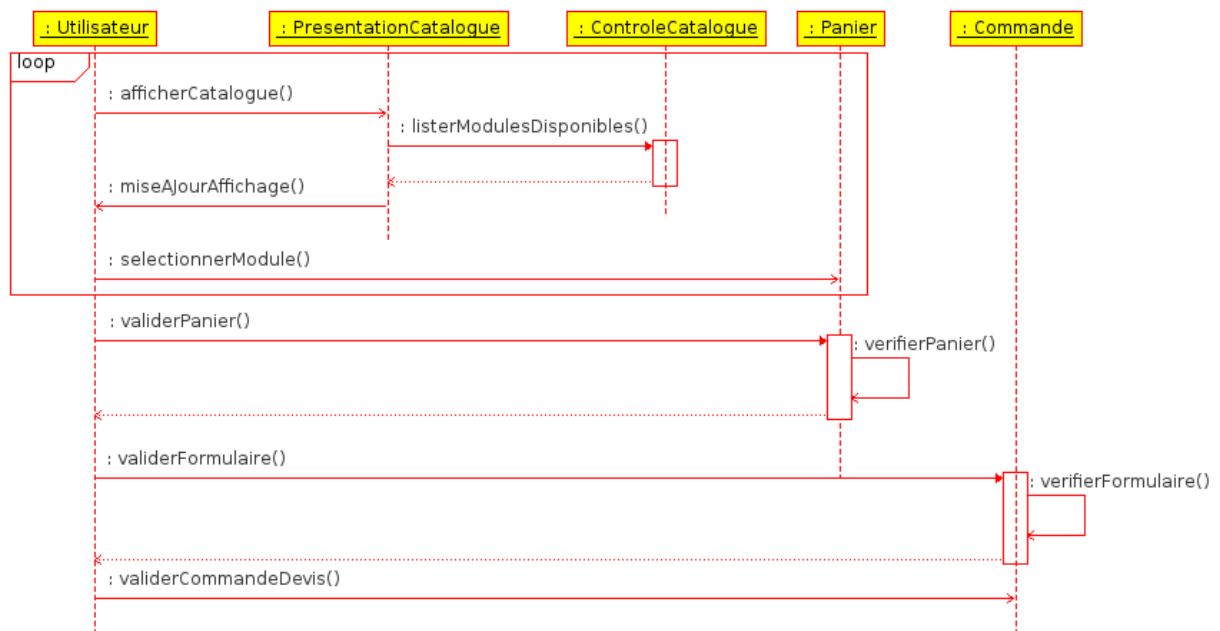 : Utilisateur
: PresentationCatalogue
: ControleCatalogue
: Panier
: Commande
loop
: afficherCatalogue()
: listerModulesDisponibles()
: miseAJourAffichage()
: selectionnerModule()
: validerPanier()
: verifierPanier()
: validerFormulaire()
: verifierFormulaire()
: validerCommandeDevis()